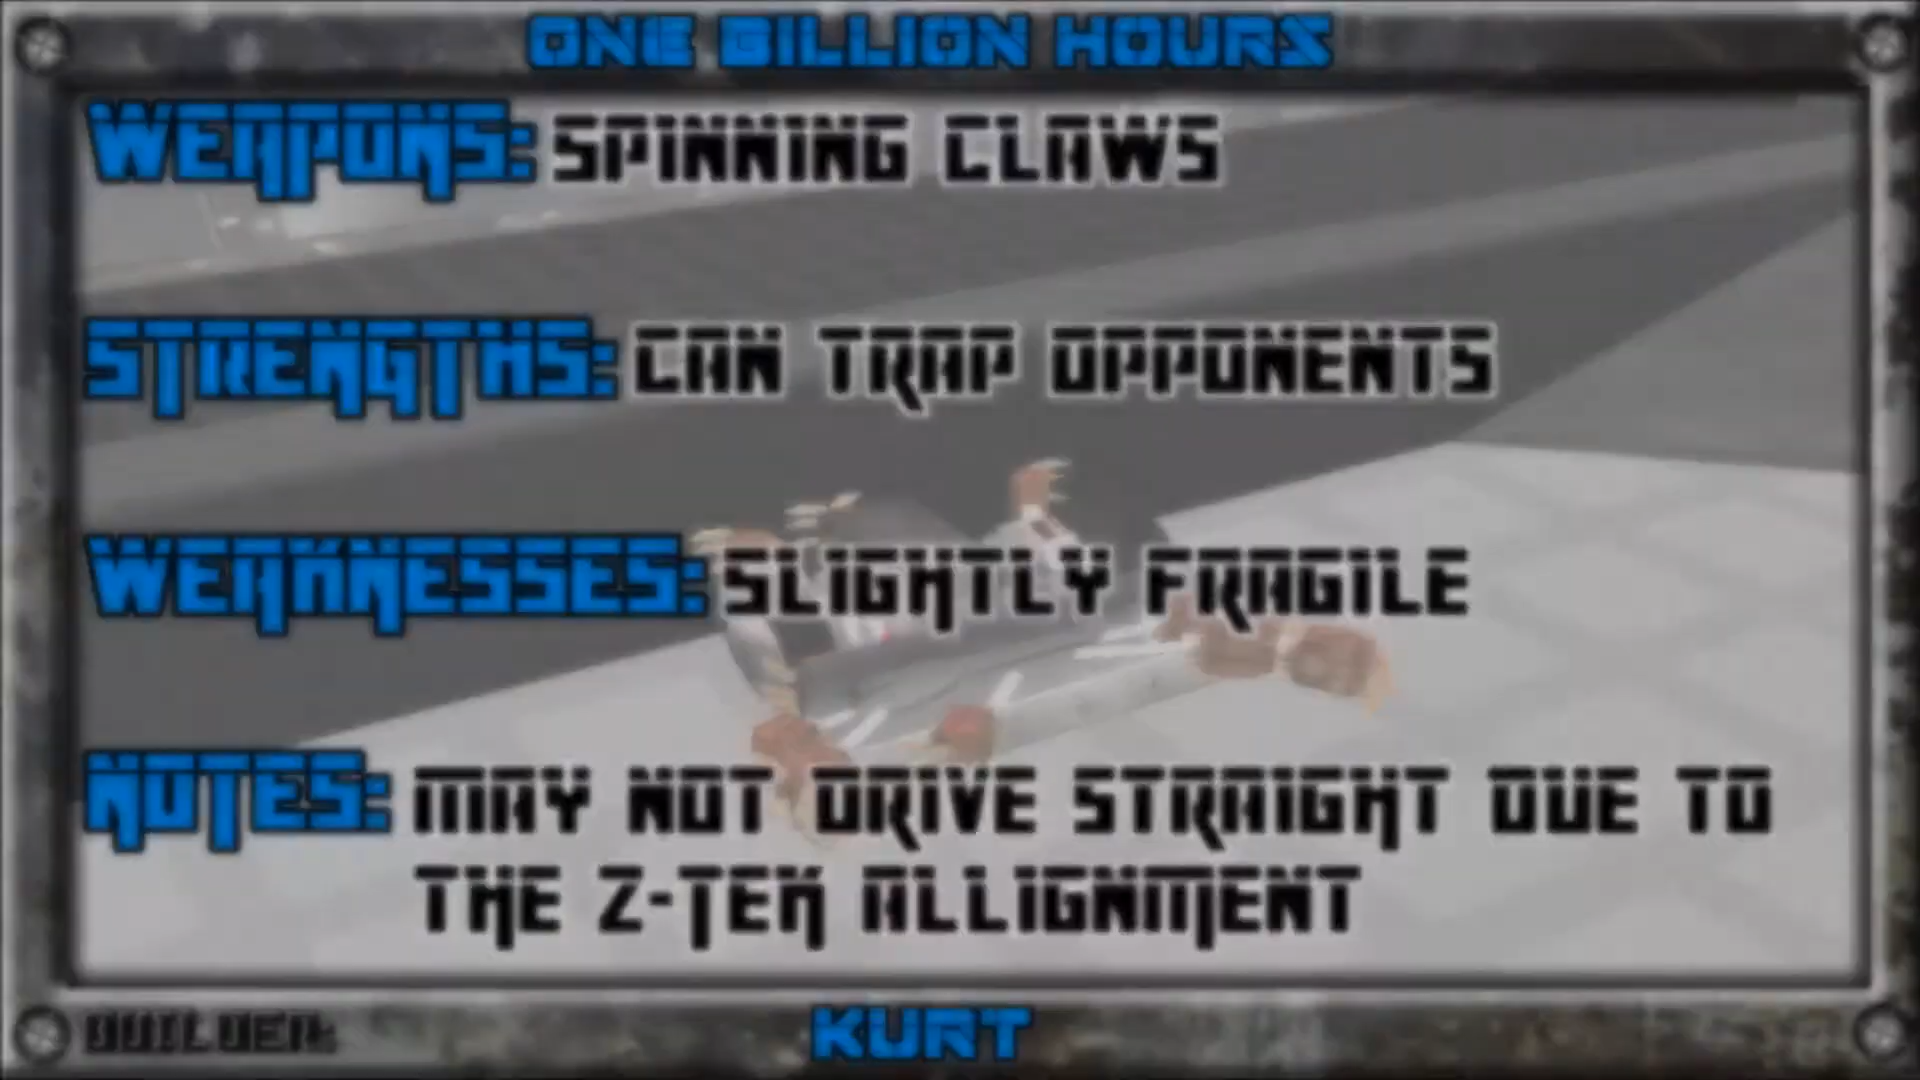 ONE BILLION HOURS
WEAPONS: SPINNING CLAWS
STRENGTHS: CAN TRAP OPPONENTS
WEAKNESSES: SLIGHTLY FRAGILE
NOTES: MAY NOT DRIVE STRAIGHT DUE TO
THE Z-TEK ALLIGNMENT
BUILDER: KURT